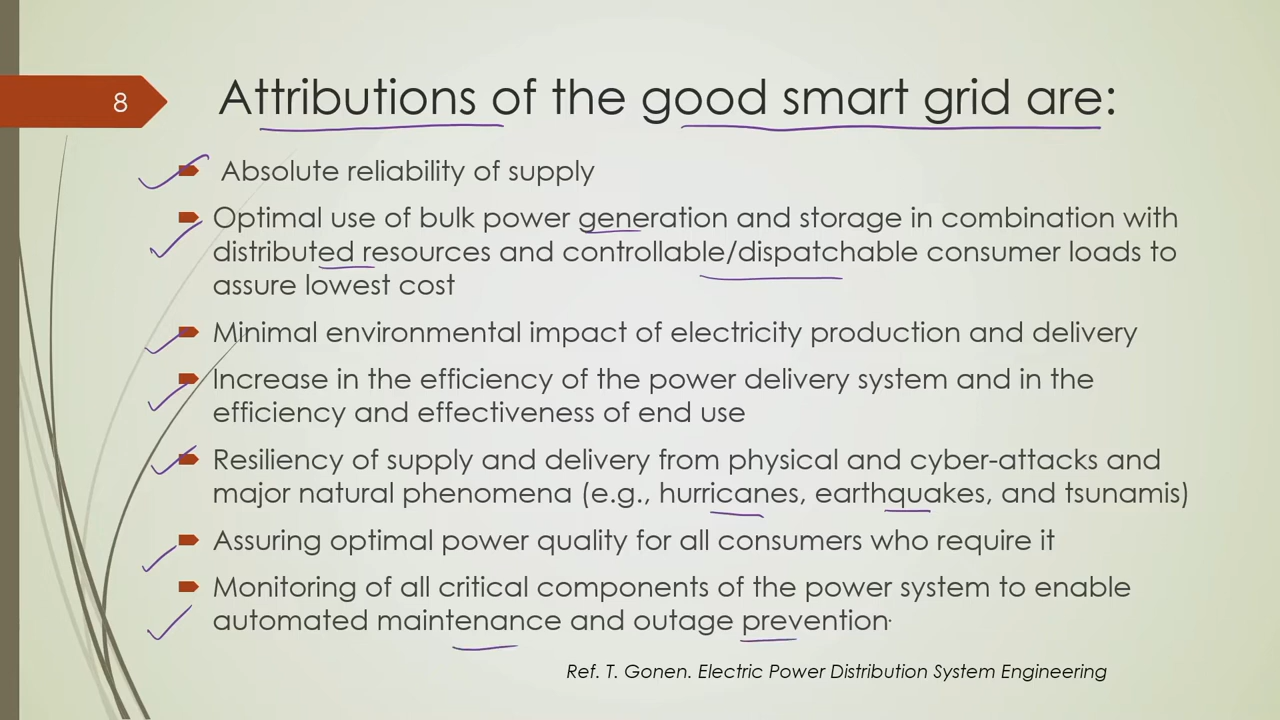 8
Attributions of the good smart grid are:
Absolute reliability of supply
Optimal use of bulk power generation and storage in combination with
distributed resources and controllable/dispatchable consumer loads to
assure lowest cost
Minimal environmental impact of electricity production and delivery
Increase in the efficiency of the power delivery system and in the
efficiency and effectiveness of end use
Resiliency of supply and delivery from physical and cyber-attacks and
major natural phenomena (e.g., hurricanes, earthquakes, and tsunamis)
Assuring optimal power quality for all consumers who require it
Monitoring of all critical components of the power system to enable
automated maintenance and outage prevention.
Ref. T. Gonen. Electric Power Distribution System Engineering